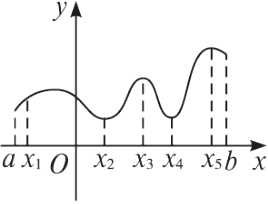 y
a x₁ O x₂ x₃ x₄ x₅ b x